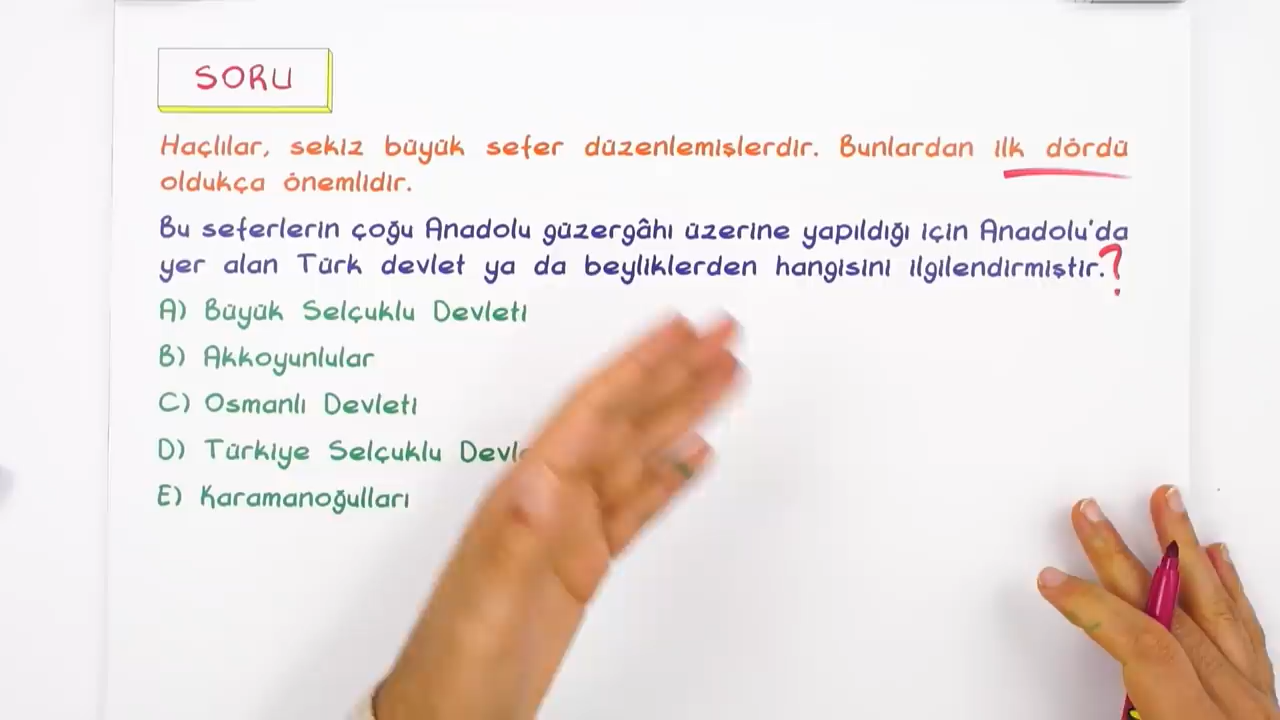 SORU
Haçlılar, sekiz büyük sefer düzenlemişlerdir. Bunlardan ilk dördü
oldukça önemlidir.
Bu seferlerin çoğu Anadolu güzergâhı üzerine yapıldığı için Anadolu'da
yer alan Türk devlet ya da beyliklerden hangisini ilgilendirmiştir.?
A) Büyük Selçuklu Devleti
B) Akkoyunlular
C) Osmanlı Devleti
D) Türkiye Selçuklu
E) Karamanoğulları